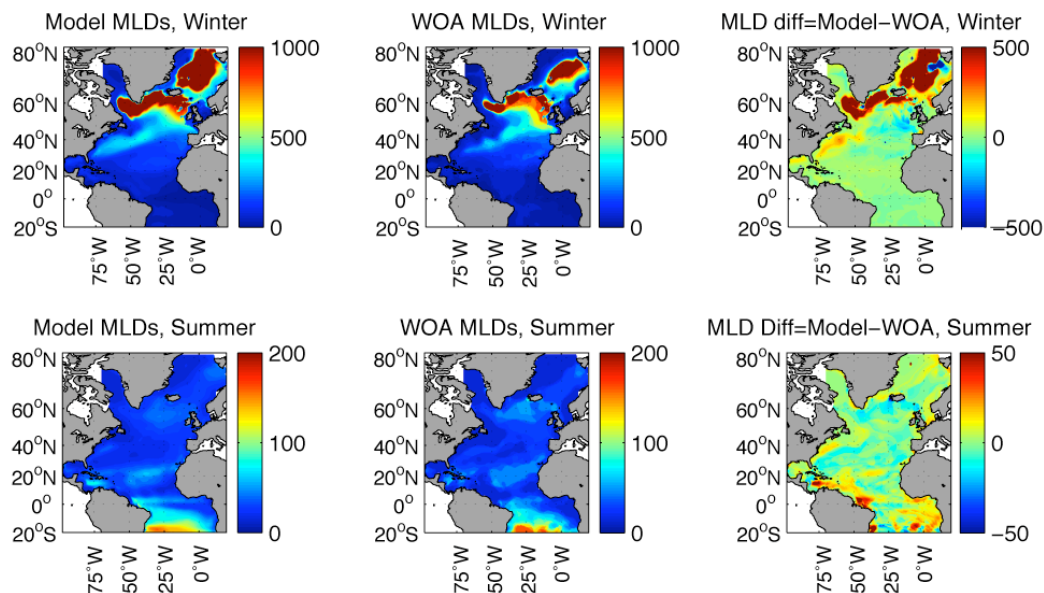 Model MLDs, Winter
80°N
60°N
40°N
20°N
0°
20°S
75°W
50°W
25°W
0°W
1000
500
0
WOA MLDs, Winter
80°N
60°N
40°N
20°N
0°
20°S
75°W
50°W
25°W
0°W
1000
500
0
MLD diff=Model−WOA, Winter
80°N
60°N
40°N
20°N
0°
20°S
75°W
50°W
25°W
0°W
500
0
−500
Model MLDs, Summer
80°N
60°N
40°N
20°N
0°
20°S
75°W
50°W
25°W
0°W
200
100
0
WOA MLDs, Summer
80°N
60°N
40°N
20°N
0°
20°S
75°W
50°W
25°W
0°W
200
100
0
MLD Diff=Model−WOA, Summer
80°N
60°N
40°N
20°N
0°
20°S
75°W
50°W
25°W
0°W
50
0
−50